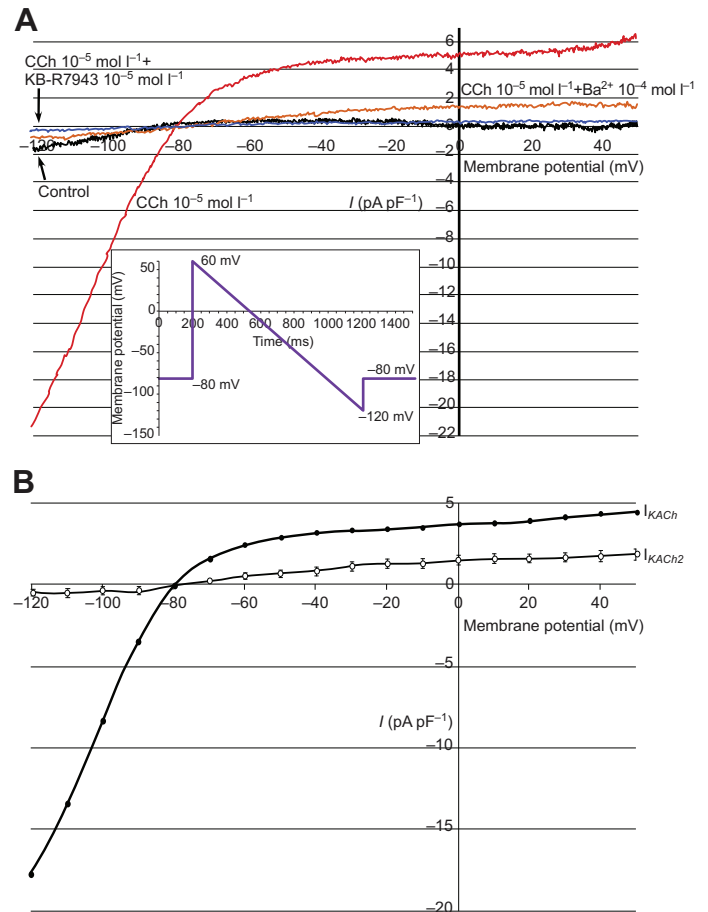 A
CCh 10⁻⁵ mol l⁻¹+
KB-R7943 10⁻⁵ mol l⁻¹
6
4
CCh 10⁻⁵ mol l⁻¹+Ba²⁺ 10⁻⁴ mol l⁻¹
2
0
−120 −100 −80 −60 −40 −20 0 20 40
−2
Membrane potential (mV)
Control
−4
CCh 10⁻⁵ mol l⁻¹
I (pA pF⁻¹)
−6
−8
−10
−12
−14
−16
−18
−20
−22
50
0
−50
−100
−150
Membrane potential (mV)
60 mV
0 200 400 600 800 1000 1200 1400
Time (ms)
−80 mV
−80 mV
−120 mV
B
5
I_KACh
I_KACh2
0
−120 −100 −80 −60 −40 −20 0 20 40
Membrane potential (mV)
−5
I (pA pF⁻¹)
−10
−15
−20